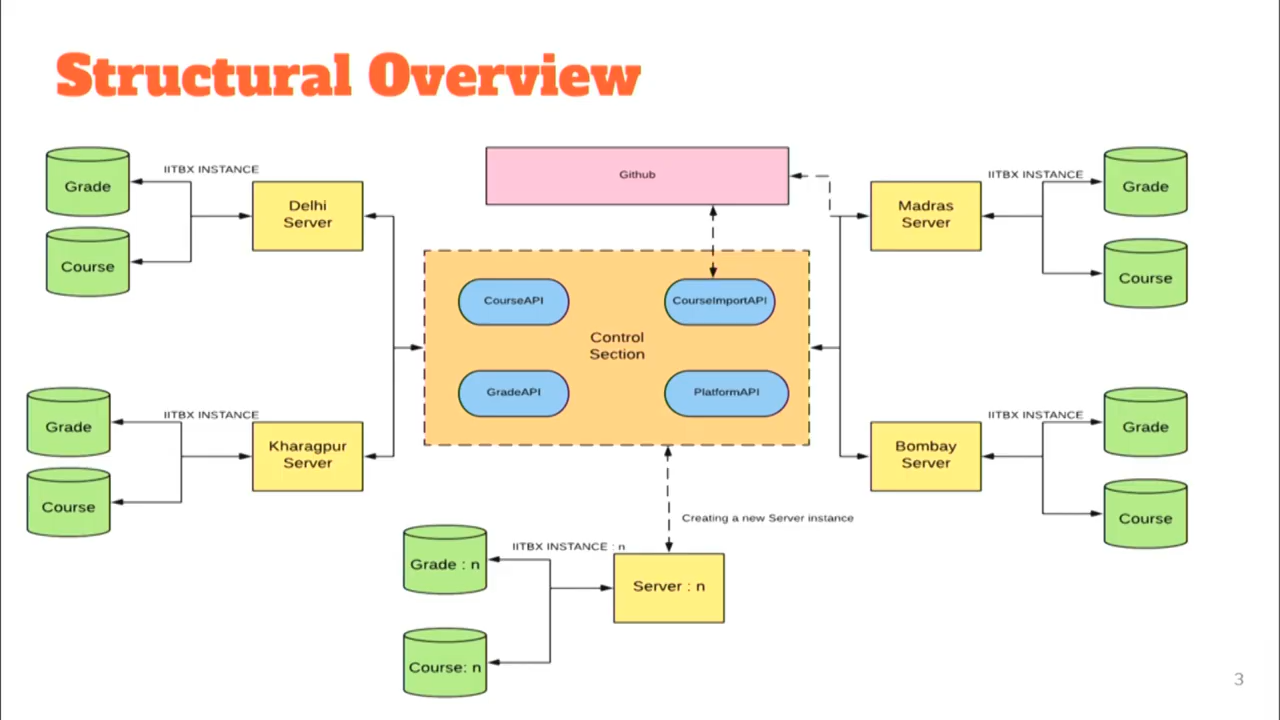 Structural Overview
IITBX INSTANCE
Grade
Course
Delhi
Server
Github
Madras
Server
IITBX INSTANCE
Grade
Course
CourseAPI
CourseImportAPI
Control
Section
GradeAPI
PlatformAPI
IITBX INSTANCE
Grade
Course
Kharagpur
Server
Bombay
Server
IITBX INSTANCE
Grade
Course
Creating a new Server instance
IITBX INSTANCE : n
Grade : n
Server : n
Course: n
3